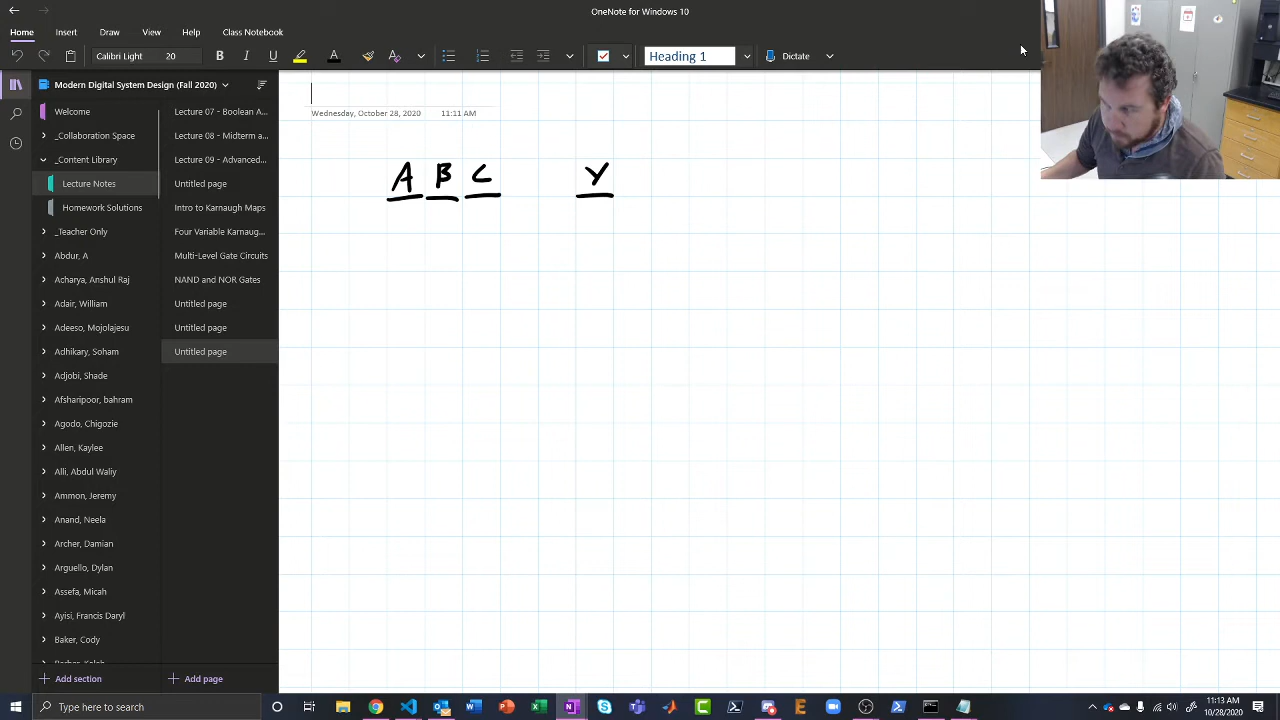 OneNote for Windows 10
Home Insert Draw View Help Class Notebook
Calibri Light 20 B I U A A Heading 1 Dictate
Modern Digital System Design (Fall 2020)
Welcome
_Collaboration Space
_Content Library
Lecture Notes
Homework Solutions
_Teacher Only
Abdur, A
Acharya, Anshul Raj
Adair, William
Adeeso, Mojolajesu
Adhikary, Soham
Adjobi, Shade
Afsharipoor, bahram
Agodo, Chigozie
Allen, Kaylee
Alli, Abdul Waliy
Ammon, Jeremy
Anand, Neela
Archer, Damian
Arguello, Dylan
Assefa, Micah
Ayisi, Francis Daryl
Baker, Cody
Add section
Lecture 07 - Boolean A...
Lecture 08 - Midterm a...
Lecture 09 - Advanced...
Untitled page
Intro to Karnaugh Maps
Four Variable Karnaug...
Multi-Level Gate Circuits
NAND and NOR Gates
Untitled page
Untitled page
Untitled page
Add page
Wednesday, October 28, 2020 11:11 AM
A B C Y
Type here to search
11:13 AM
10/28/2020